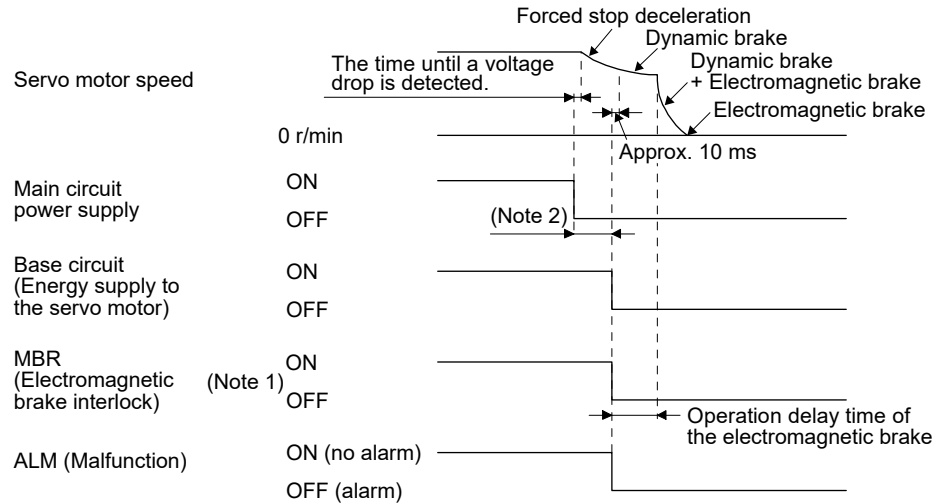 Forced stop deceleration
Dynamic brake
The time until a voltage
drop is detected.
Dynamic brake
+ Electromagnetic brake
Servo motor speed
Electromagnetic brake
0 r/min
Approx. 10 ms
Main circuit
power supply
ON
OFF
(Note 2)
Base circuit
(Energy supply to
the servo motor)
ON
OFF
MBR
(Electromagnetic
brake interlock)
(Note 1)
ON
OFF
Operation delay time of
the electromagnetic brake
ALM (Malfunction)
ON (no alarm)
OFF (alarm)